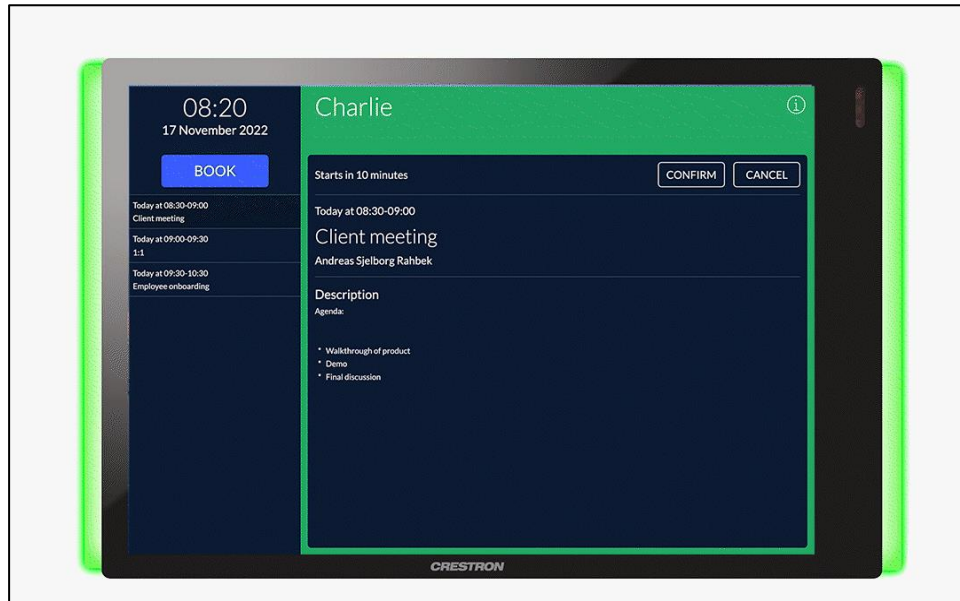 08:20
17 November 2022
BOOK
Today at 08:30-09:00
Client meeting
Today at 09:00-09:30
1:1
Today at 09:30-10:30
Employee onboarding
Charlie
i
Starts in 10 minutes
CONFIRM
CANCEL
Today at 08:30-09:00
Client meeting
Andreas Sjelborg Rahbek
Description
Agenda:
* Walkthrough of product
* Demo
* Final discussion
CRESTRON